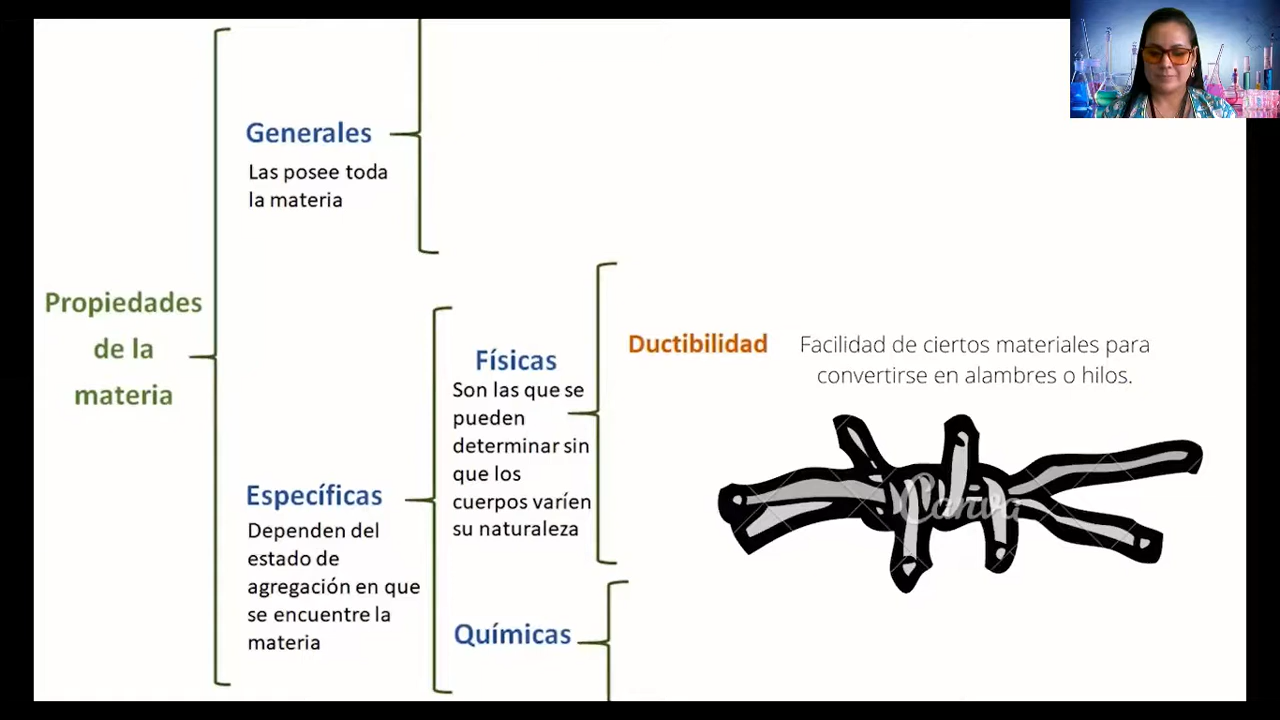 Generales
Las posee toda
la materia
Propiedades
de la
materia
Específicas
Dependen del
estado de
agregación en que
se encuentre la
materia
Físicas
Son las que se
pueden
determinar sin
que los
cuerpos varíen
su naturaleza
Químicas
Ductibilidad
Facilidad de ciertos materiales para
convertirse en alambres o hilos.
Canva